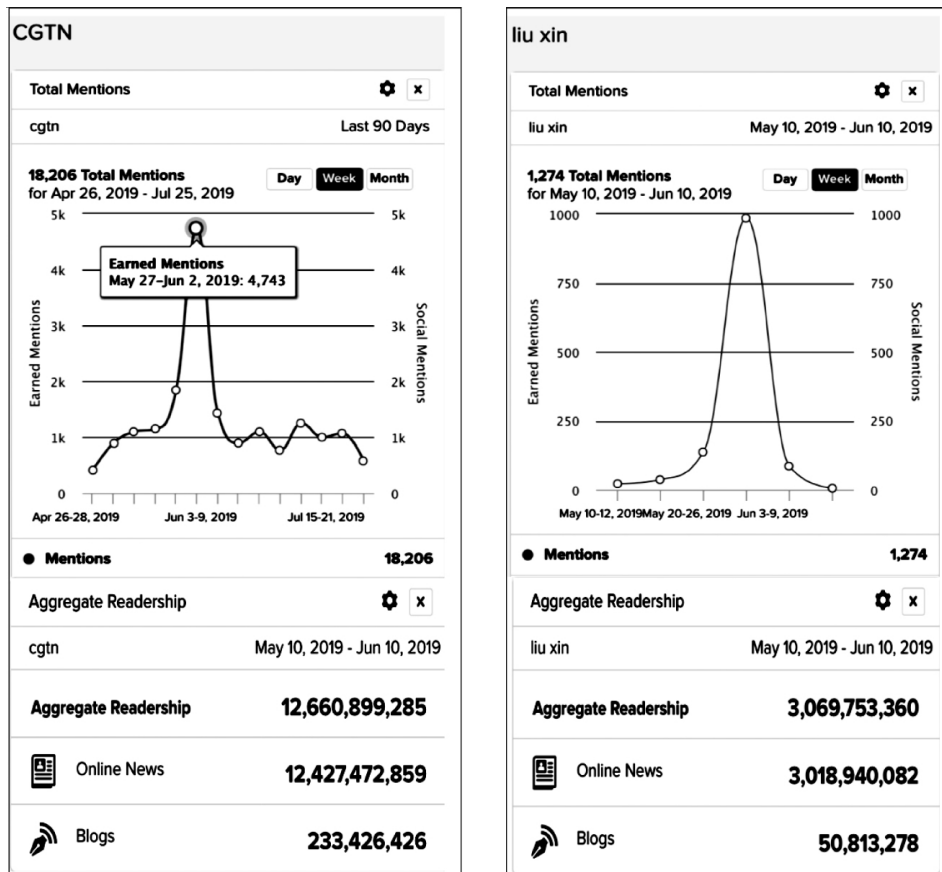 CGTN
Total Mentions
x
cgtn
Last 90 Days
18,206 Total Mentions
for Apr 26, 2019 - Jul 25, 2019
Day
Week
Month
5k
5k
Earned Mentions
May 27-Jun 2, 2019: 4,743
4k
4k
3k
3k
2k
2k
1k
1k
0
0
Earned Mentions
Social Mentions
Apr 26-28, 2019
Jun 3-9, 2019
Jul 15-21, 2019
Mentions
18,206
Aggregate Readership
x
cgtn
May 10, 2019 - Jun 10, 2019
Aggregate Readership
12,660,899,285
Online News
12,427,472,859
Blogs
233,426,426
liu xin
Total Mentions
x
liu xin
May 10, 2019 - Jun 10, 2019
1,274 Total Mentions
for May 10, 2019 - Jun 10, 2019
Day
Week
Month
1000
1000
750
750
500
500
250
250
0
0
Earned Mentions
Social Mentions
May 10-12, 2019
May 20-26, 2019
Jun 3-9, 2019
Mentions
1,274
Aggregate Readership
x
liu xin
May 10, 2019 - Jun 10, 2019
Aggregate Readership
3,069,753,360
Online News
3,018,940,082
Blogs
50,813,278